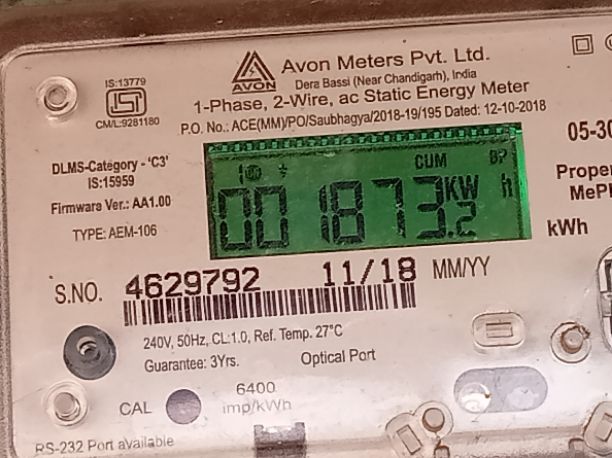 IS:13779
CM/L:9281180
AVON
Avon Meters Pvt. Ltd.
Dera Bassi (Near Chandigarh), India
1-Phase, 2-Wire, ac Static Energy Meter
P.O. No.: ACE(MM)/PO/Saubhagya/2018-19/195 Dated: 12-10-2018
DLMS-Category - 'C3'
IS:15959
Firmware Ver.: AA1.00
TYPE: AEM-106
CUM
001873.2
KW h
05-30
Proper
MeP
kWh
S.NO. 4629792 11/18 MM/YY
240V, 50Hz, CL:1.0, Ref. Temp. 27°C
Guarantee: 3Yrs. Optical Port
CAL
6400
imp/kWh
RS-232 Port available